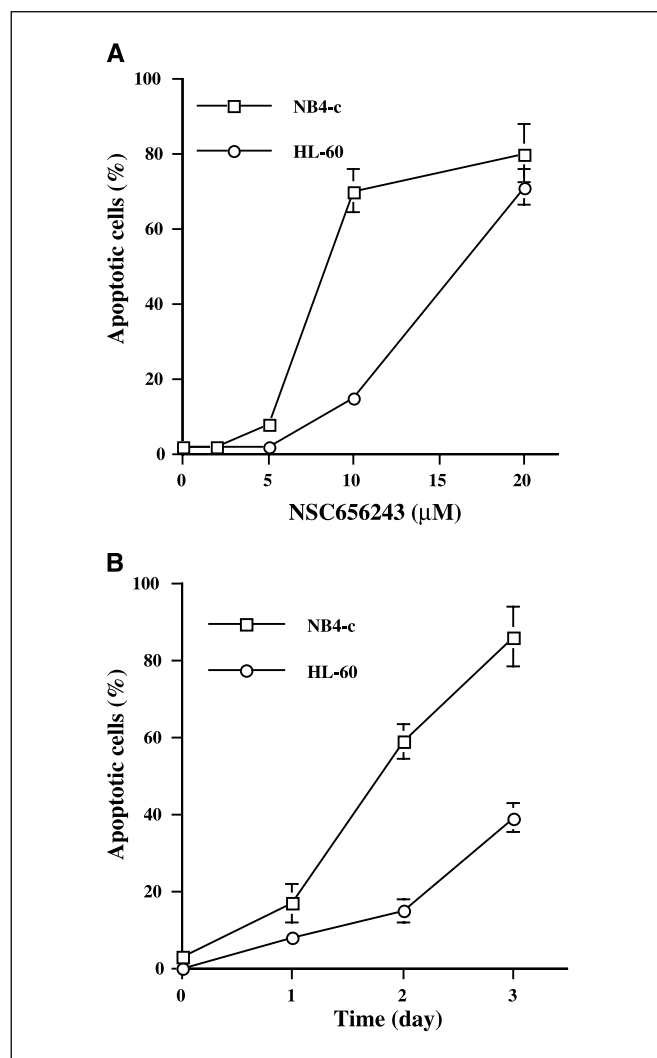 A
100
80
60
40
20
0
Apoptotic cells (%)
NB4-c
HL-60
0 5 10 15 20
NSC656243 (μM)
B
100
80
60
40
20
0
Apoptotic cells (%)
NB4-c
HL-60
0 1 2 3
Time (day)